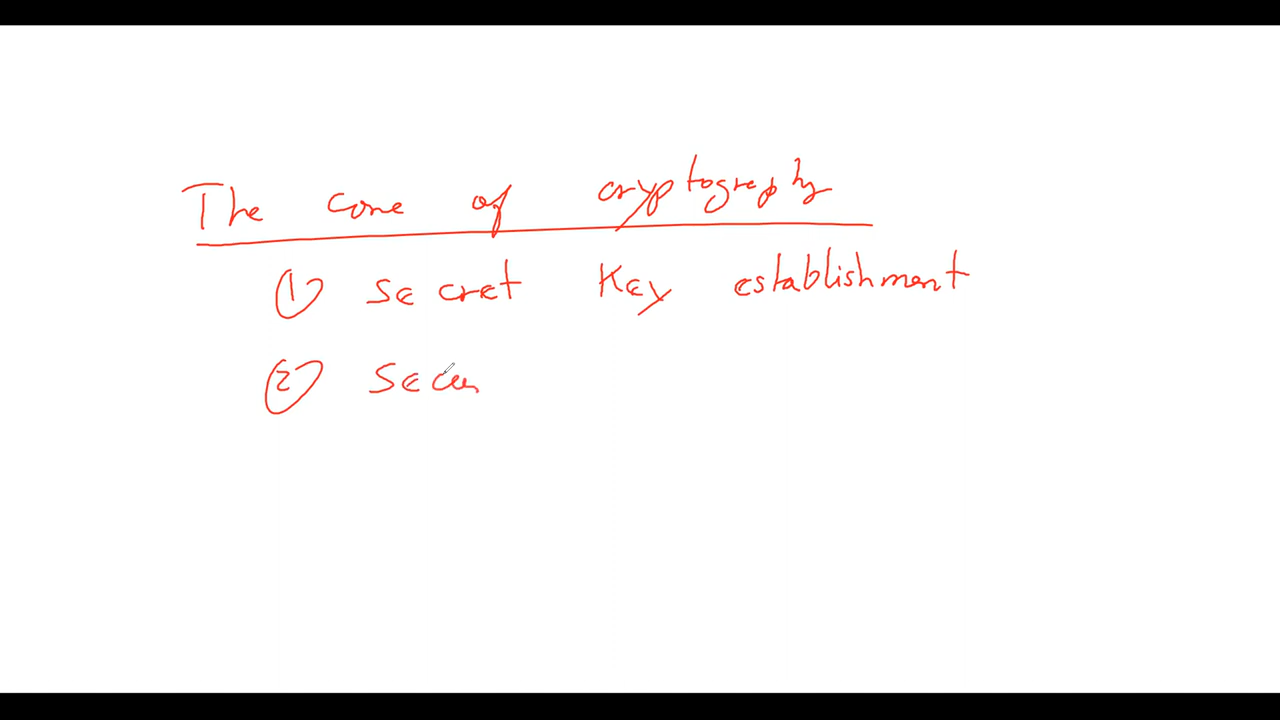 The core of cryptography
① Secret Key establishment
② Secu